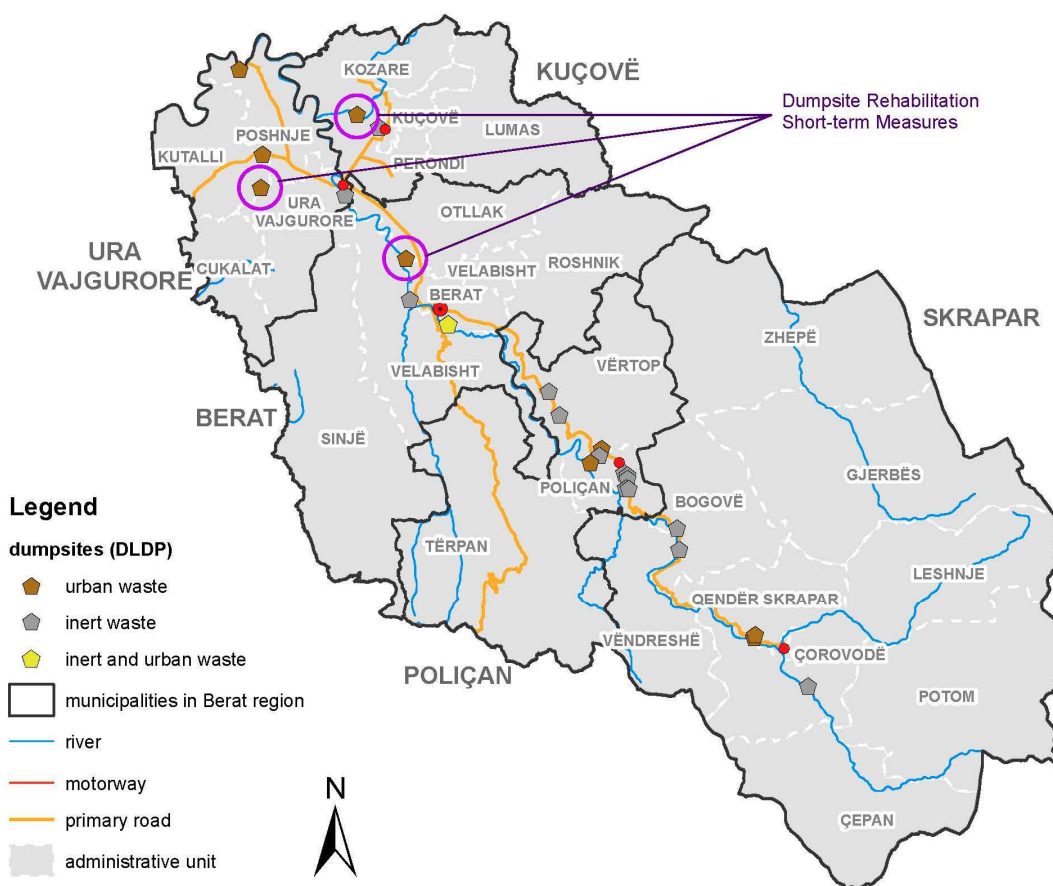 KOZARE
KUÇOVË
Dumpsite Rehabilitation
Short-term Measures
KUÇOVË
LUMAS
POSHNJE
KUTALLI
PERONDI
URA
VAJGURORE
OTLLAK
URA
VAJGURORE
CUKALAT
VELABISHT
ROSHNIK
BERAT
SKRAPAR
ZHEPË
VELABISHT
VËRTOP
BERAT
SINJË
GJERBËS
POLIÇAN
BOGOVË
TËRPAN
LESHNJE
QENDËR SKRAPAR
VËNDRESHË
ÇOROVODË
POLIÇAN
POTOM
ÇEPAN
Legend
dumpsites (DLDP)
urban waste
inert waste
inert and urban waste
municipalities in Berat region
river
motorway
primary road
administrative unit
N